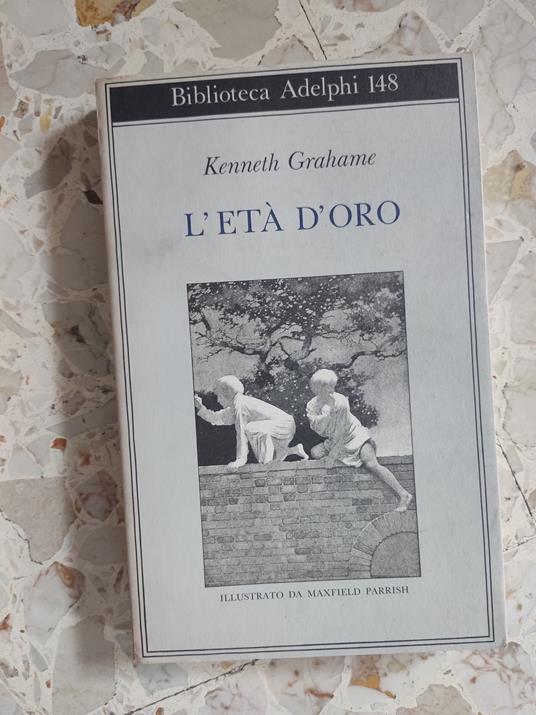 Biblioteca Adelphi 148
Kenneth Grahame
L'ETÀ D'ORO
ILLUSTRATO DA MAXFIELD PARRISH